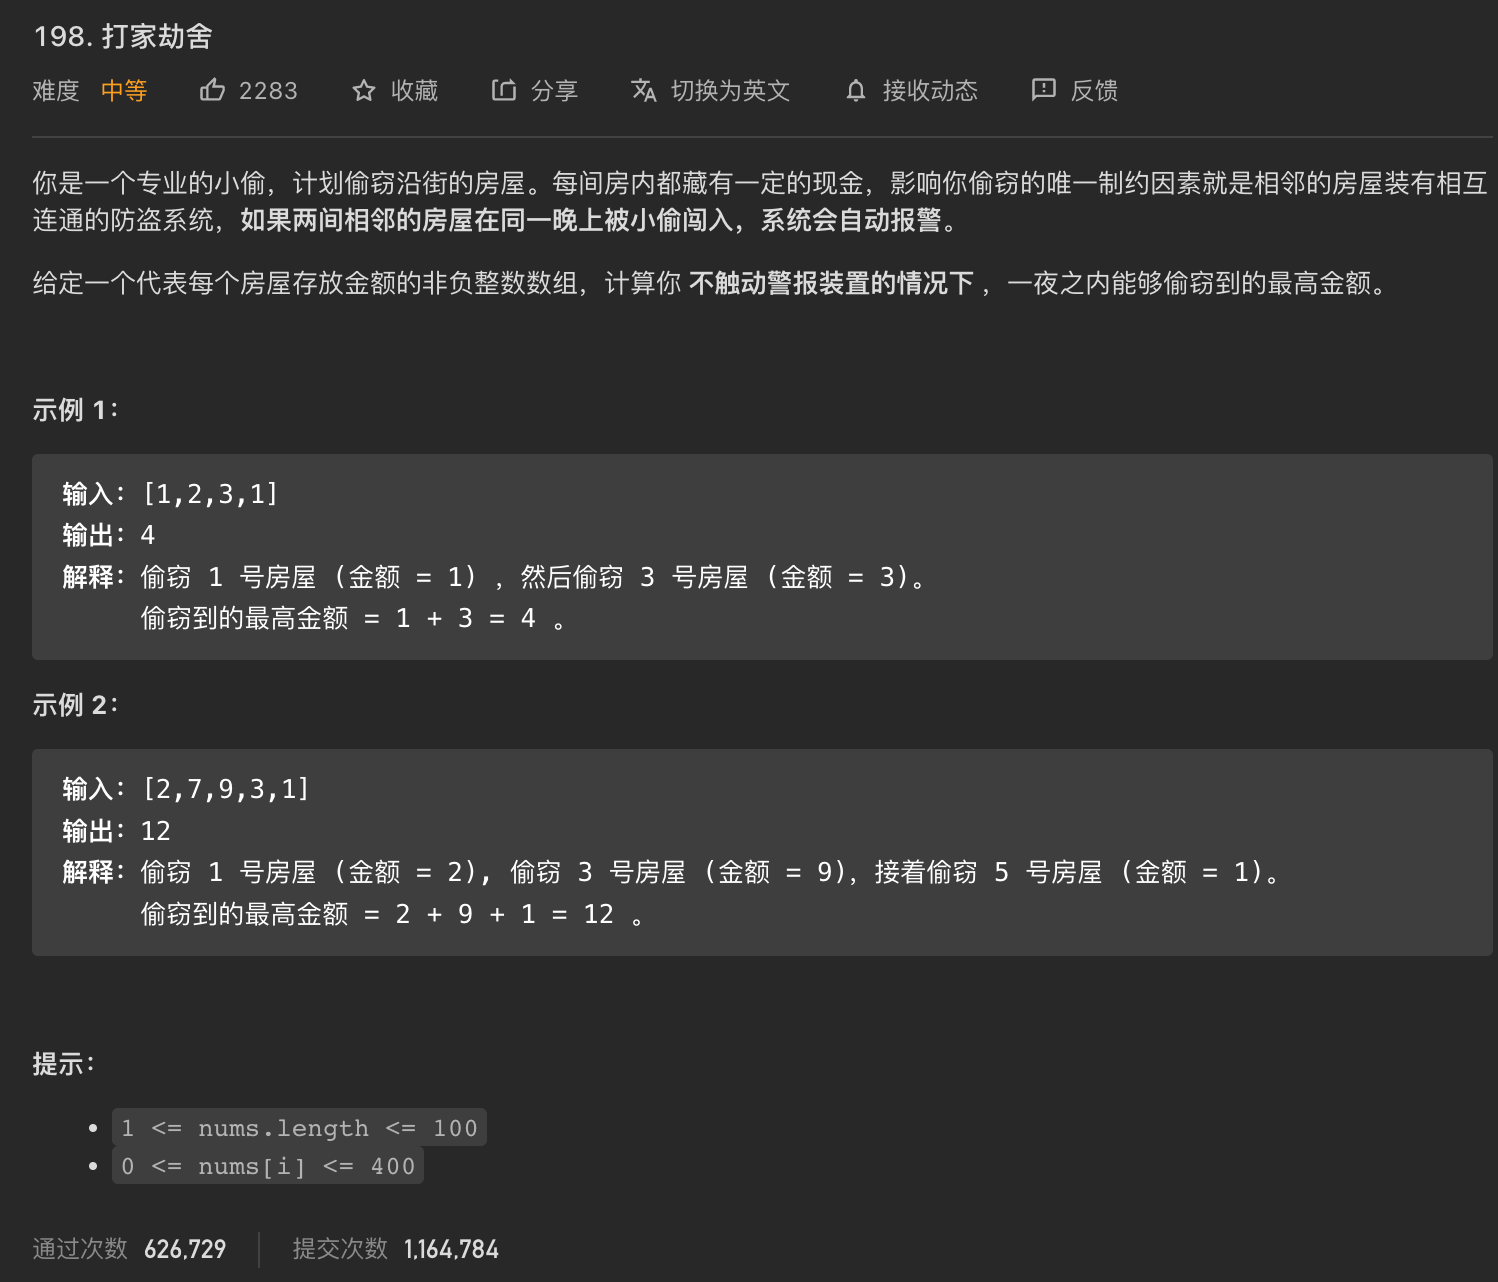 198. 打家劫舍
难度 中等 2283 收藏 分享 切换为英文 接收动态 反馈
你是一个专业的小偷，计划偷窃沿街的房屋。每间房内都藏有一定的现金，影响你偷窃的唯一制约因素就是相邻的房屋装有相互
连通的防盗系统，如果两间相邻的房屋在同一晚上被小偷闯入，系统会自动报警。
给定一个代表每个房屋存放金额的非负整数数组，计算你 不触动警报装置的情况下 ，一夜之内能够偷窃到的最高金额。
示例 1：
输入：[1,2,3,1]
输出：4
解释：偷窃 1 号房屋 (金额 = 1) ，然后偷窃 3 号房屋 (金额 = 3)。
偷窃到的最高金额 = 1 + 3 = 4 。
示例 2：
输入：[2,7,9,3,1]
输出：12
解释：偷窃 1 号房屋 (金额 = 2), 偷窃 3 号房屋 (金额 = 9)，接着偷窃 5 号房屋 (金额 = 1)。
偷窃到的最高金额 = 2 + 9 + 1 = 12 。
提示：
• 1 <= nums.length <= 100
• 0 <= nums[i] <= 400
通过次数 626,729 提交次数 1,164,784